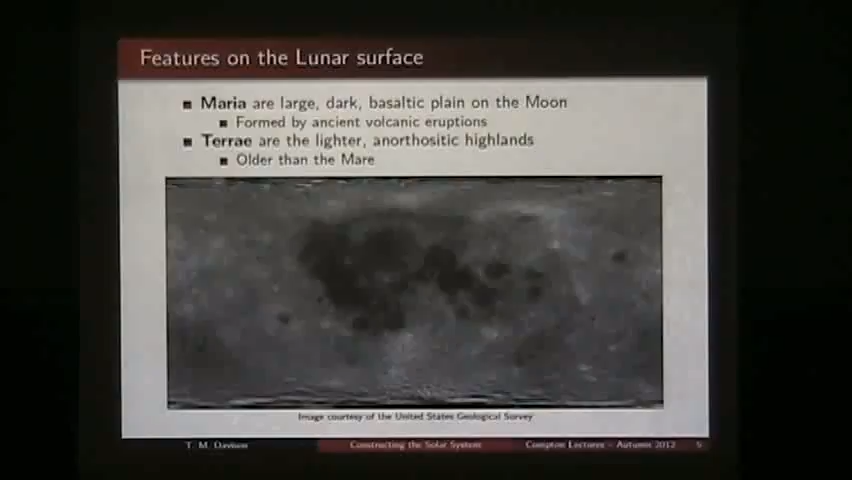 Features on the Lunar surface
Maria are large, dark, basaltic plain on the Moon
Formed by ancient volcanic eruptions
Terrae are the lighter, anorthositic highlands
Older than the Mare
Image courtesy of the United States Geological Survey
T. M. Davison Constructing the Solar System Compton Lectures – Autumn 2012 5